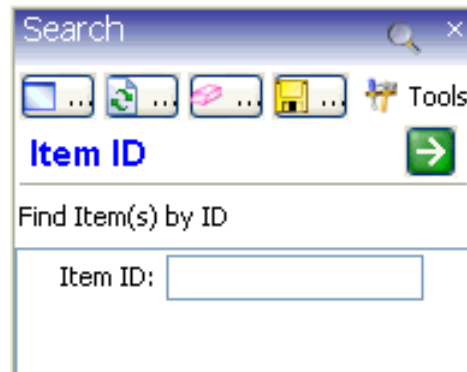 Search
... ... ... ... Tools
Item ID
Find Item(s) by ID
Item ID: